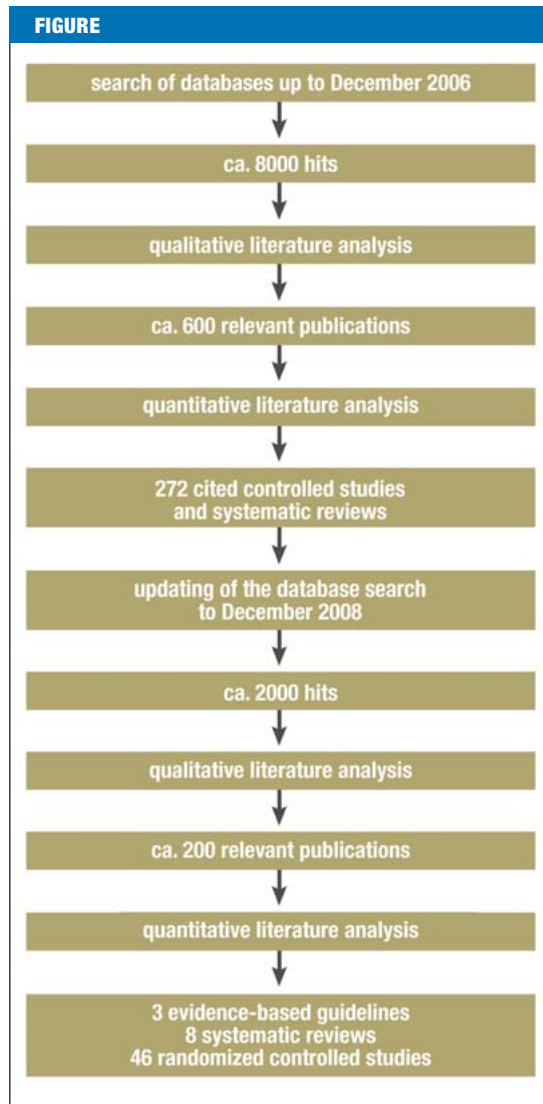 FIGURE
search of databases up to December 2006
ca. 8000 hits
qualitative literature analysis
ca. 600 relevant publications
quantitative literature analysis
272 cited controlled studies
and systematic reviews
updating of the database search
to December 2008
ca. 2000 hits
qualitative literature analysis
ca. 200 relevant publications
quantitative literature analysis
3 evidence-based guidelines
8 systematic reviews
46 randomized controlled studies